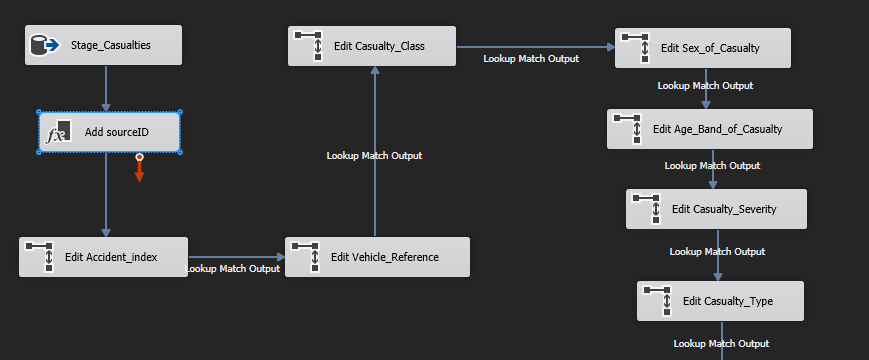 Stage_Casualties
Add sourceID
Edit Accident_index
Lookup Match Output
Edit Vehicle_Reference
Lookup Match Output
Edit Casualty_Class
Lookup Match Output
Edit Sex_of_Casualty
Lookup Match Output
Edit Age_Band_of_Casualty
Lookup Match Output
Edit Casualty_Severity
Lookup Match Output
Edit Casualty_Type
Lookup Match Output